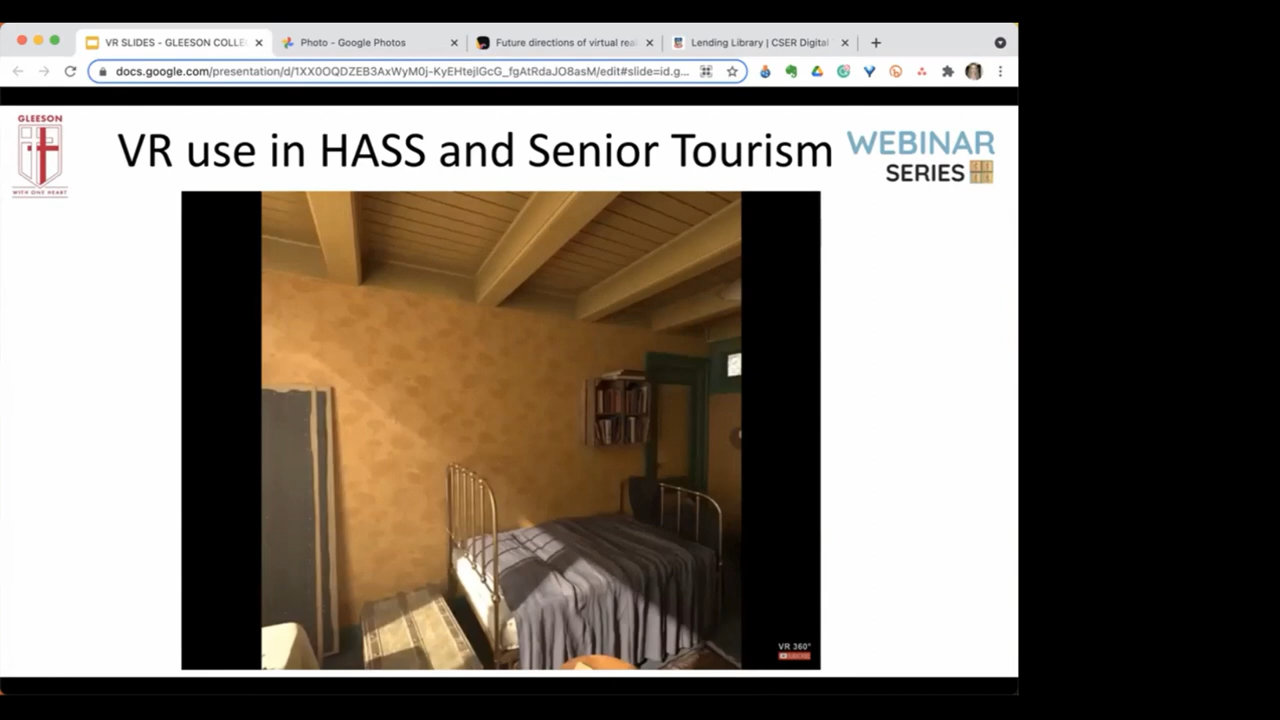 VR SLIDES - GLEESON COLLE
Photo - Google Photos
Future directions of virtual rea
Lending Library | CSER Digital
docs.google.com/presentation/d/1XX0OQDZEB3AxWyM0j-KyEHtejlGcG_fgAtRdaJO8asM/edit#slide=id.g...
GLEESON
WITH ONE HEART
VR use in HASS and Senior Tourism
WEBINAR
SERIES
VR 360°